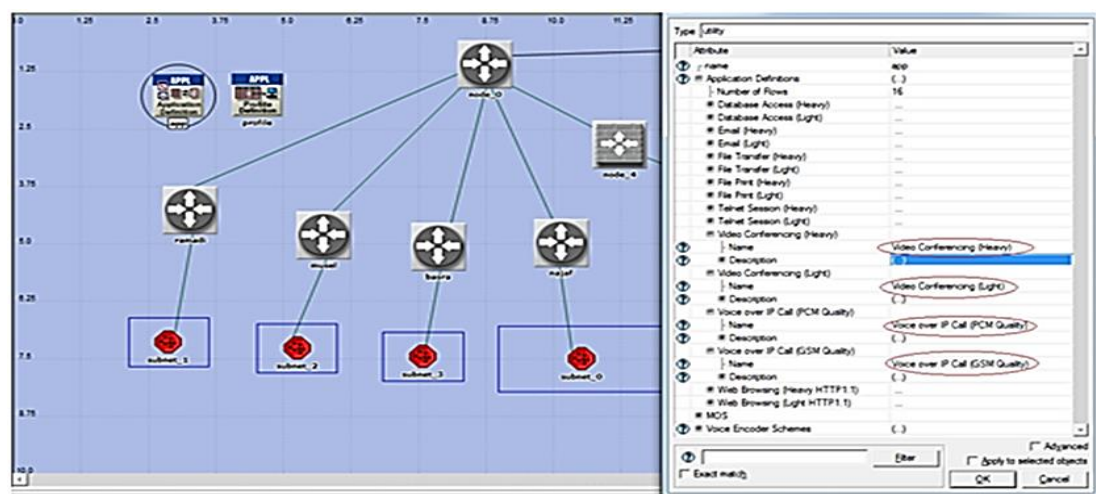 .0 1.25 2.5 3.75 5.0 6.25 7.5 8.75 10.0 11.25
1.25
2.5
3.75
5.0
6.25
7.5
8.75
10.0
APPL
Application
Definition
app
APPL
Profile
Definition
profile
node_0
node_4
ramadi
musel
basra
najaf
subnet_1
subnet_2
subnet_3
subnet_0
Type: utility
Attribute Value
name app
Application Definitions (...)
Number of Rows 16
Database Access (Heavy) ...
Database Access (Light) ...
Email (Heavy) ...
Email (Light) ...
File Transfer (Heavy) ...
File Transfer (Light) ...
File Print (Heavy) ...
File Print (Light) ...
Telnet Session (Heavy) ...
Telnet Session (Light) ...
Video Conferencing (Heavy)
Name Video Conferencing (Heavy)
Description (...)
Video Conferencing (Light)
Name Video Conferencing (Light)
Description (...)
Voice over IP Call (PCM Quality)
Name Voice over IP Call (PCM Quality)
Description (...)
Voice over IP Call (GSM Quality)
Name Voice over IP Call (GSM Quality)
Description (...)
Web Browsing (Heavy HTTP1.1) ...
Web Browsing (Light HTTP1.1) ...
MOS
Voice Encoder Schemes (...)
Advanced
Filter
Apply to selected objects
Exact match
OK
Cancel